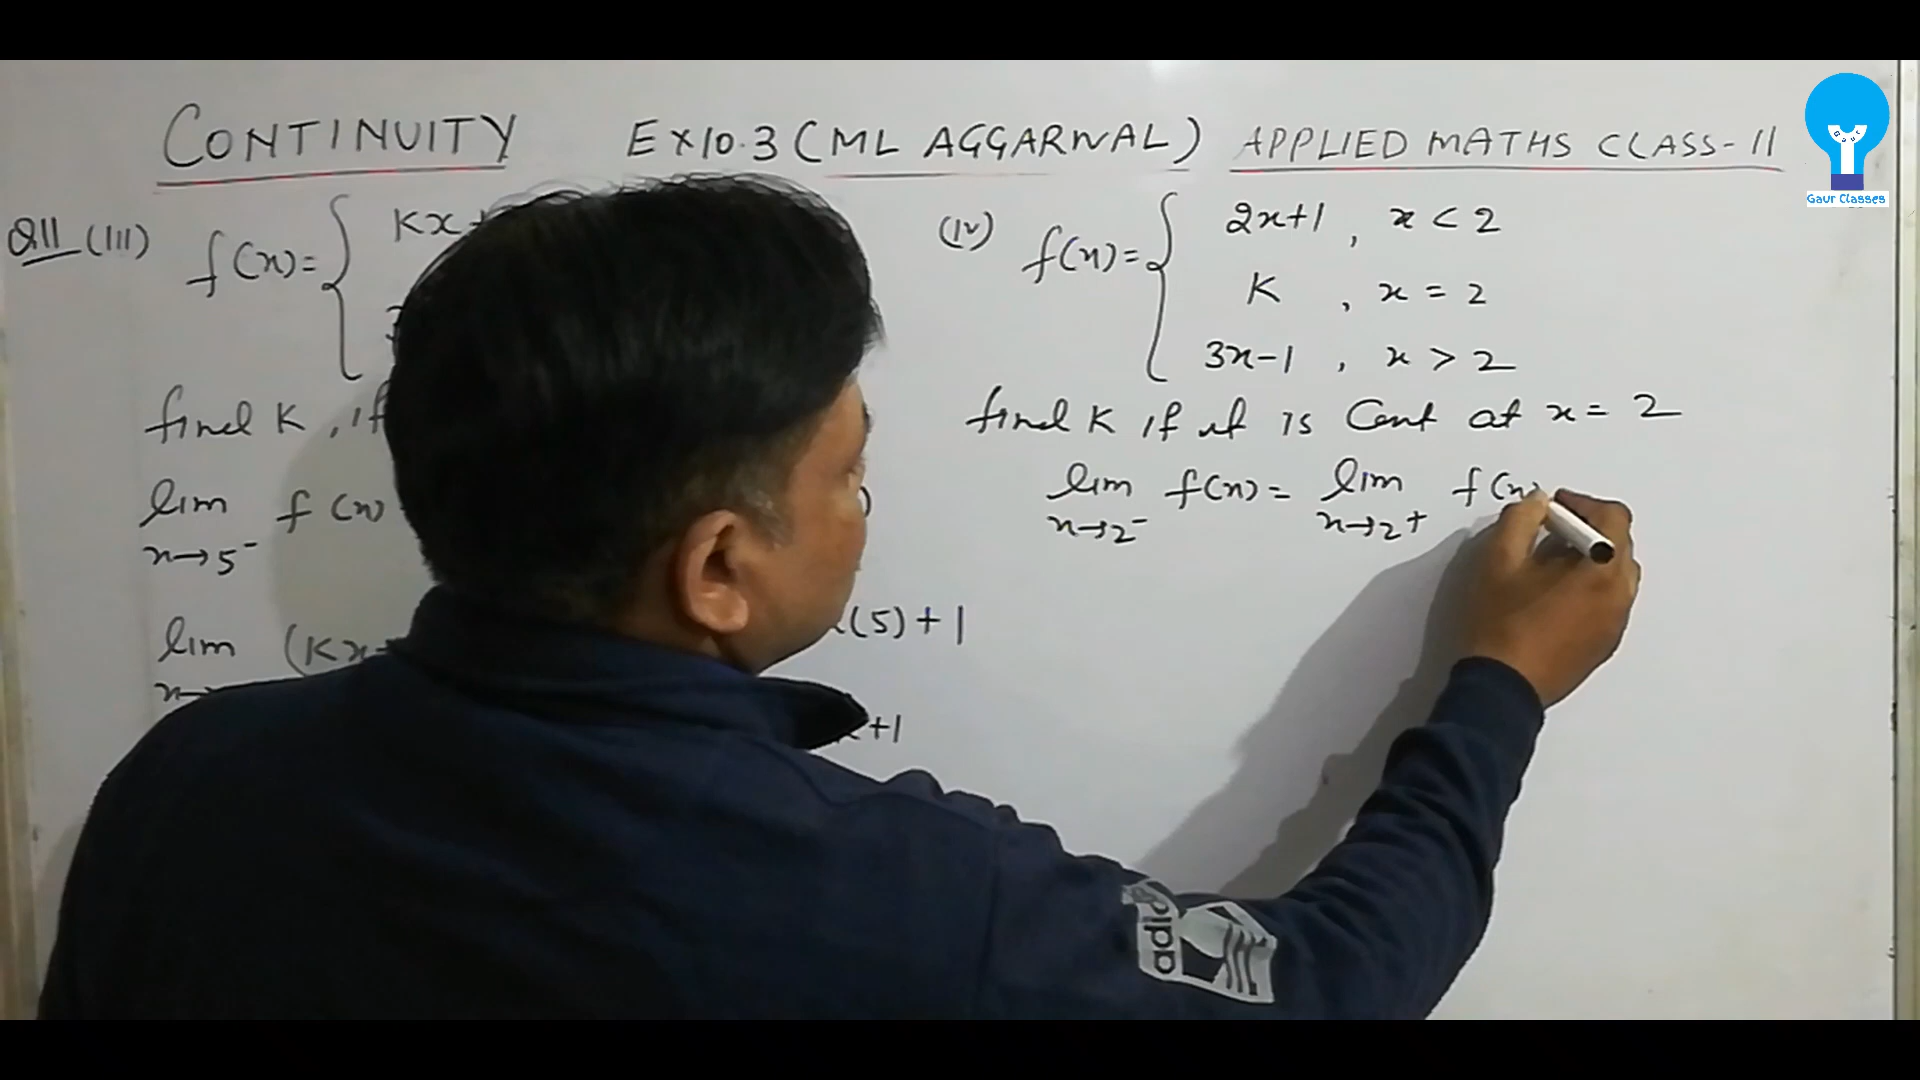 CONTINUITY EX 10.3 (ML AGGARWAL) APPLIED MATHS CLASS-11
Gaur Classes
Q11 (III) f(x)= { Kx+
find K, if
lim f(x)
x→5⁻
lim (Kx
(5)+1
+1
(IV) f(x)= { 2x+1, x < 2
K, x = 2
3x-1, x > 2
find K if it is Cont at x = 2
lim f(x) = lim f(x)
x→2⁻ x→2⁺
adid